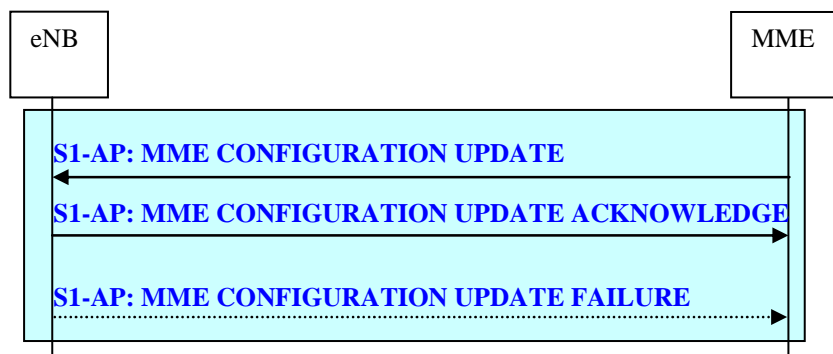 eNB
MME
S1-AP: MME CONFIGURATION UPDATE
S1-AP: MME CONFIGURATION UPDATE ACKNOWLEDGE
S1-AP: MME CONFIGURATION UPDATE FAILURE